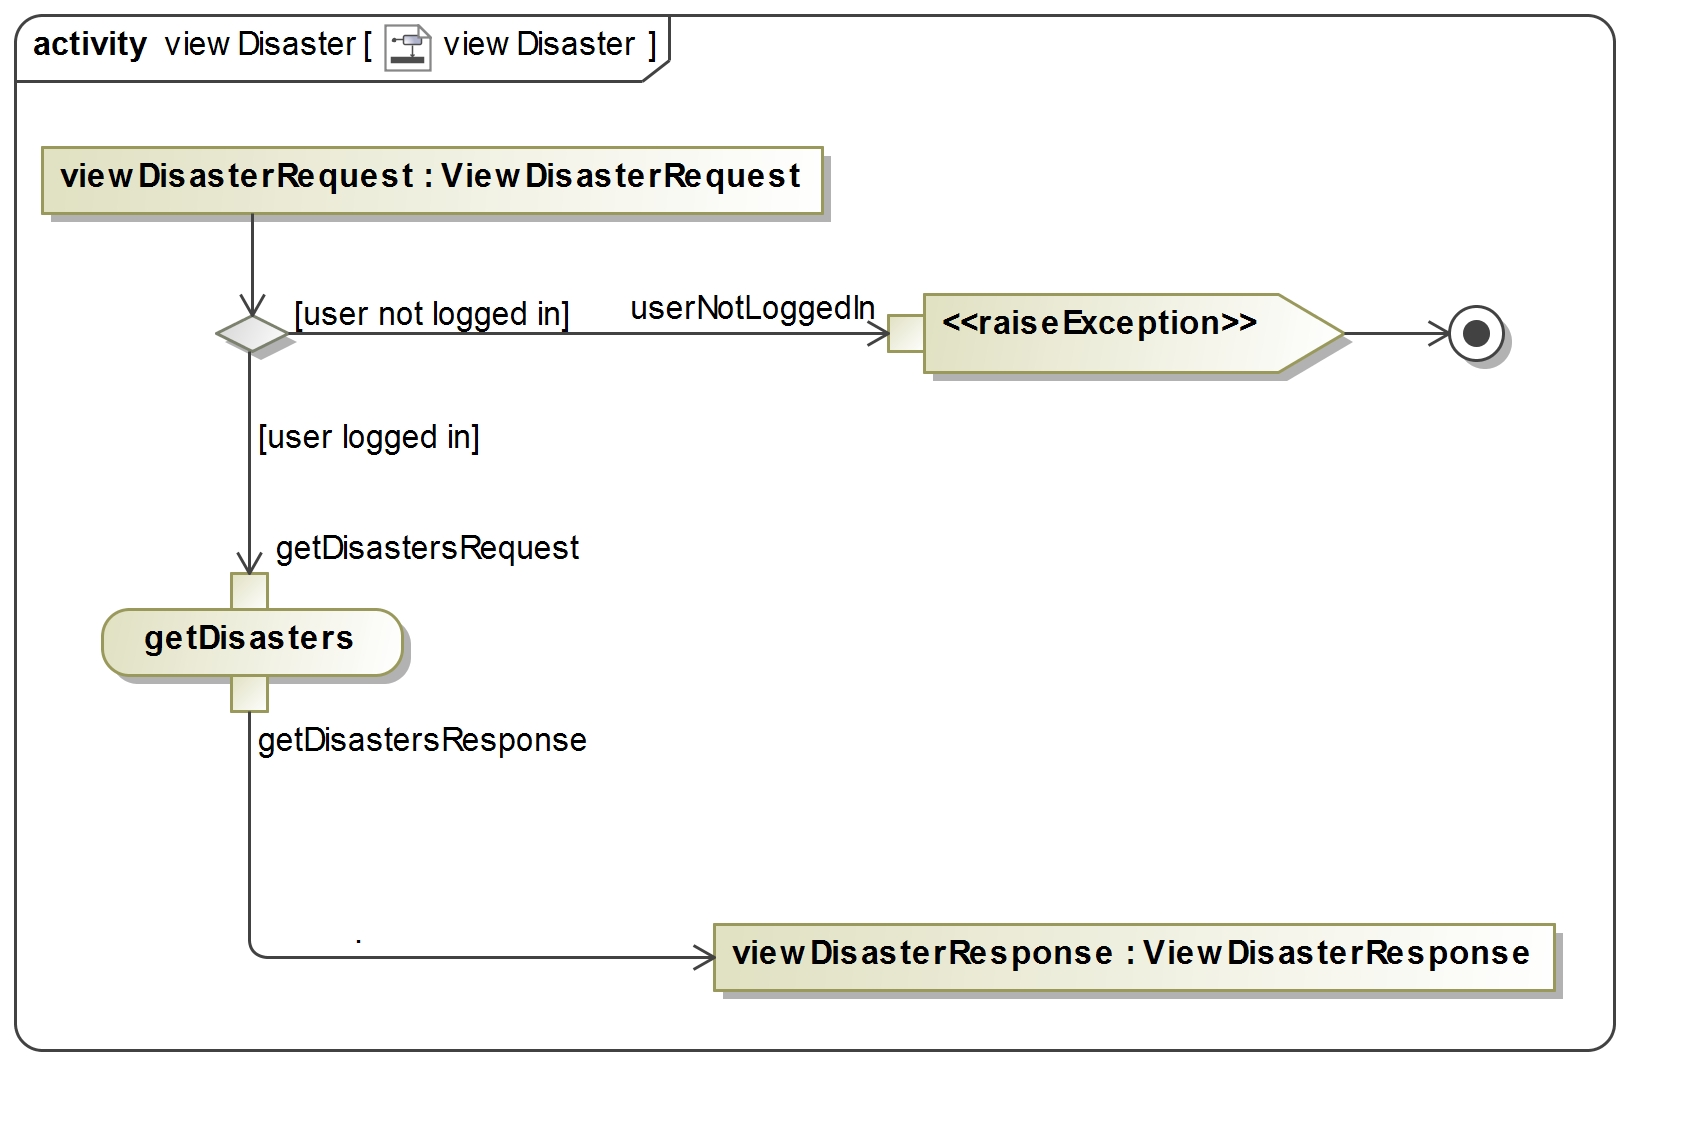 activity view Disaster [ view Disaster ]
viewDisasterRequest : ViewDisasterRequest
[user not logged in]
userNotLoggedIn
<<raiseException>>
[user logged in]
getDisastersRequest
getDisasters
getDisastersResponse
.
viewDisasterResponse : ViewDisasterResponse